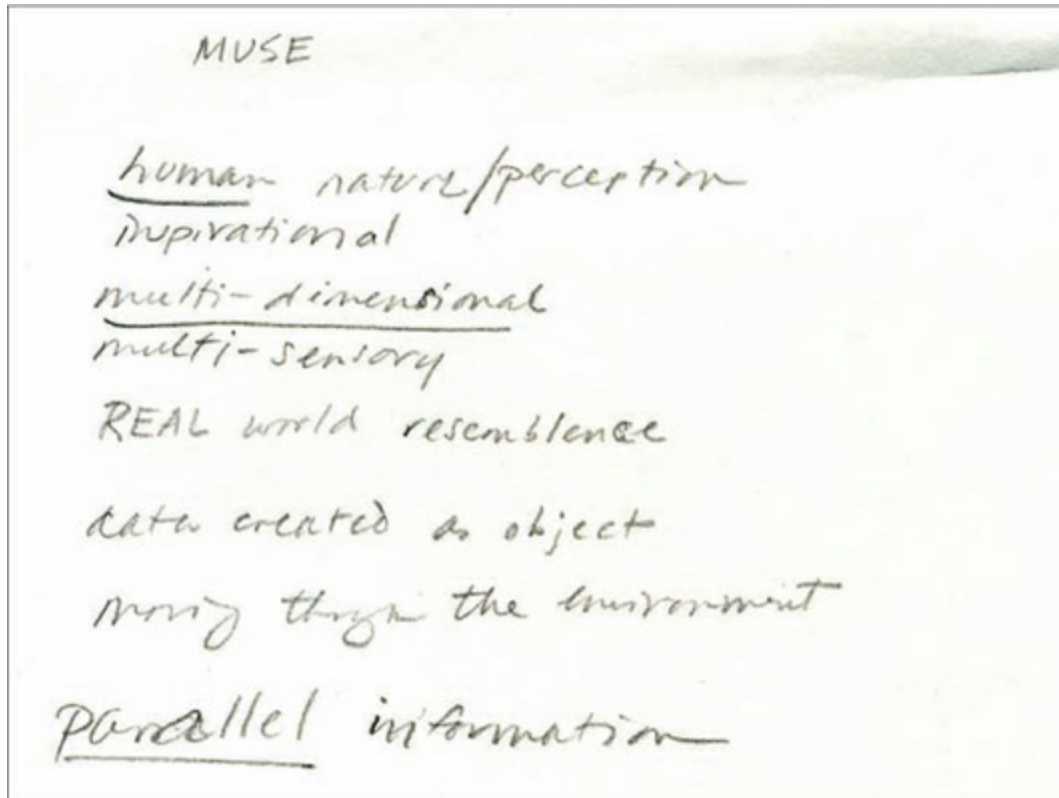 MUSE
human nature/perception
inspirational
multi-dimensional
multi-sensory
REAL world resemblence
data created as object
moving through the environment
parallel information